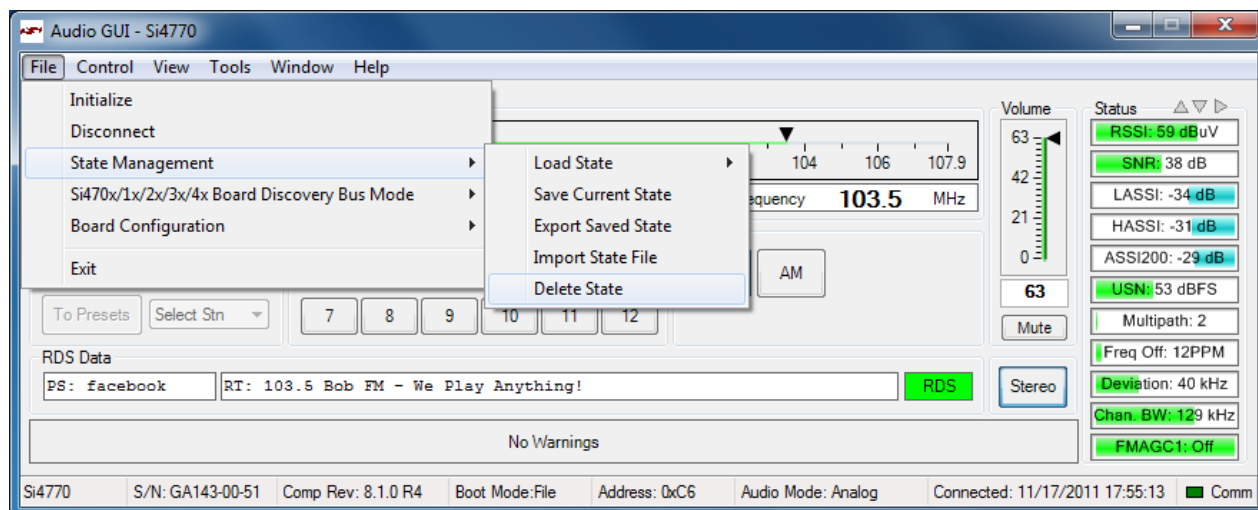 Audio GUI - Si4770
File Control View Tools Window Help
Initialize
Disconnect
State Management
Si470x/1x/2x/3x/4x Board Discovery Bus Mode
Board Configuration
Exit
Load State
Save Current State
Export Saved State
Import State File
Delete State
104 106 107.9
103.5 MHz
AM
To Presets Select Stn 7 8 9 10 11 12
Volume
63
42
21
0
63
Mute
Stereo
Status
RSSI: 59 dBuV
SNR: 38 dB
LASSI: -34 dB
HASSI: -31 dB
ASSI200: -29 dB
USN: 53 dBFS
Multipath: 2
Freq Off: 12PPM
Deviation: 40 kHz
Chan. BW: 129 kHz
FMAGC1: Off
RDS Data
PS: facebook RT: 103.5 Bob FM - We Play Anything! RDS
No Warnings
Si4770 S/N: GA143-00-51 Comp Rev: 8.1.0 R4 Boot Mode:File Address: 0xC6 Audio Mode: Analog Connected: 11/17/2011 17:55:13 Comm